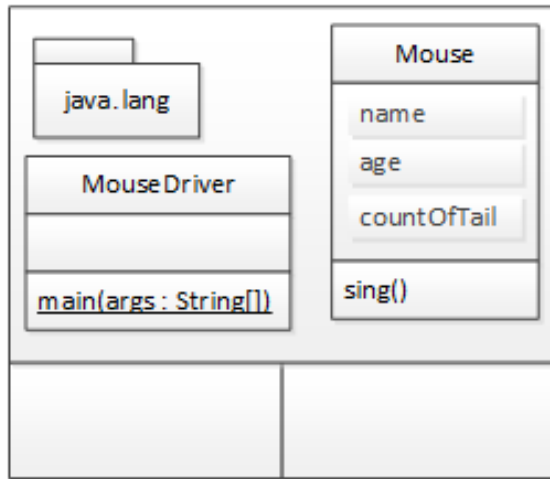 java.lang
MouseDriver
main(args : String[])
Mouse
name
age
countOfTail
sing()